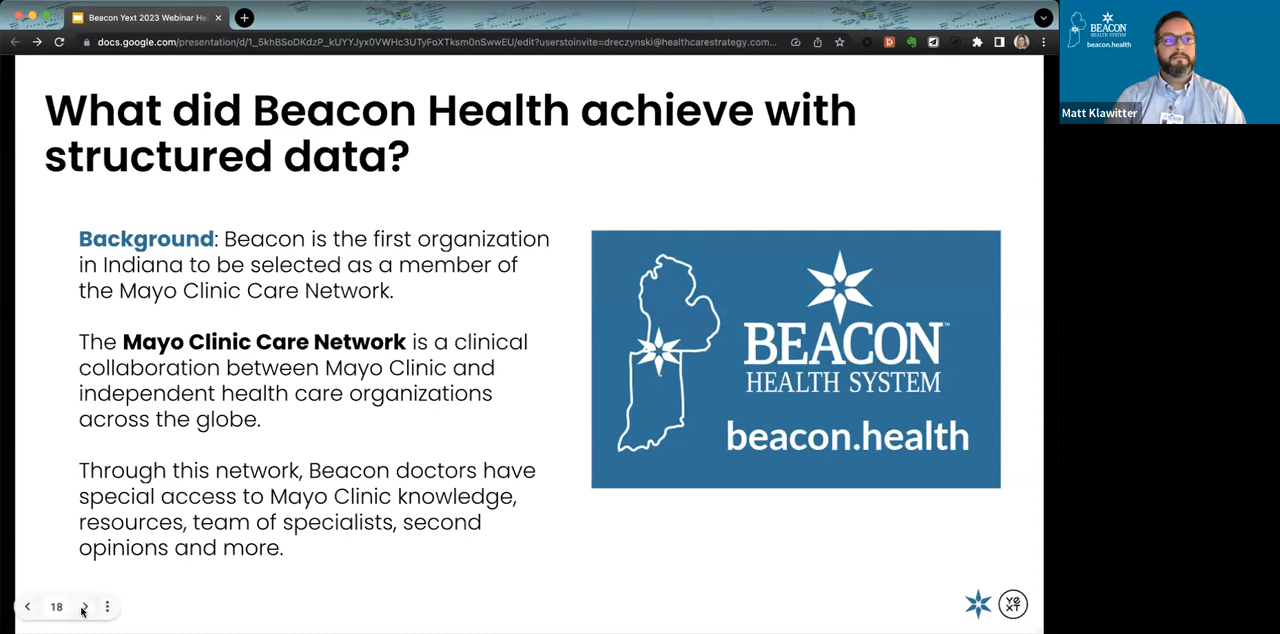 Beacon Yext 2023 Webinar He
docs.google.com/presentation/d/1_5khBSoDKdzP_kUYYJyx0VWHc3UTyFoXTksm0nSwwEU/edit?userstoinvite=dreczynski@healthcarestrategy.com...
BEACON
HEALTH SYSTEM
beacon.health
Matt Klawitter
What did Beacon Health achieve with
structured data?
Background: Beacon is the first organization
in Indiana to be selected as a member of
the Mayo Clinic Care Network.
The Mayo Clinic Care Network is a clinical
collaboration between Mayo Clinic and
independent health care organizations
across the globe.
Through this network, Beacon doctors have
special access to Mayo Clinic knowledge,
resources, team of specialists, second
opinions and more.
BEACON™
HEALTH SYSTEM
beacon.health
18
yext